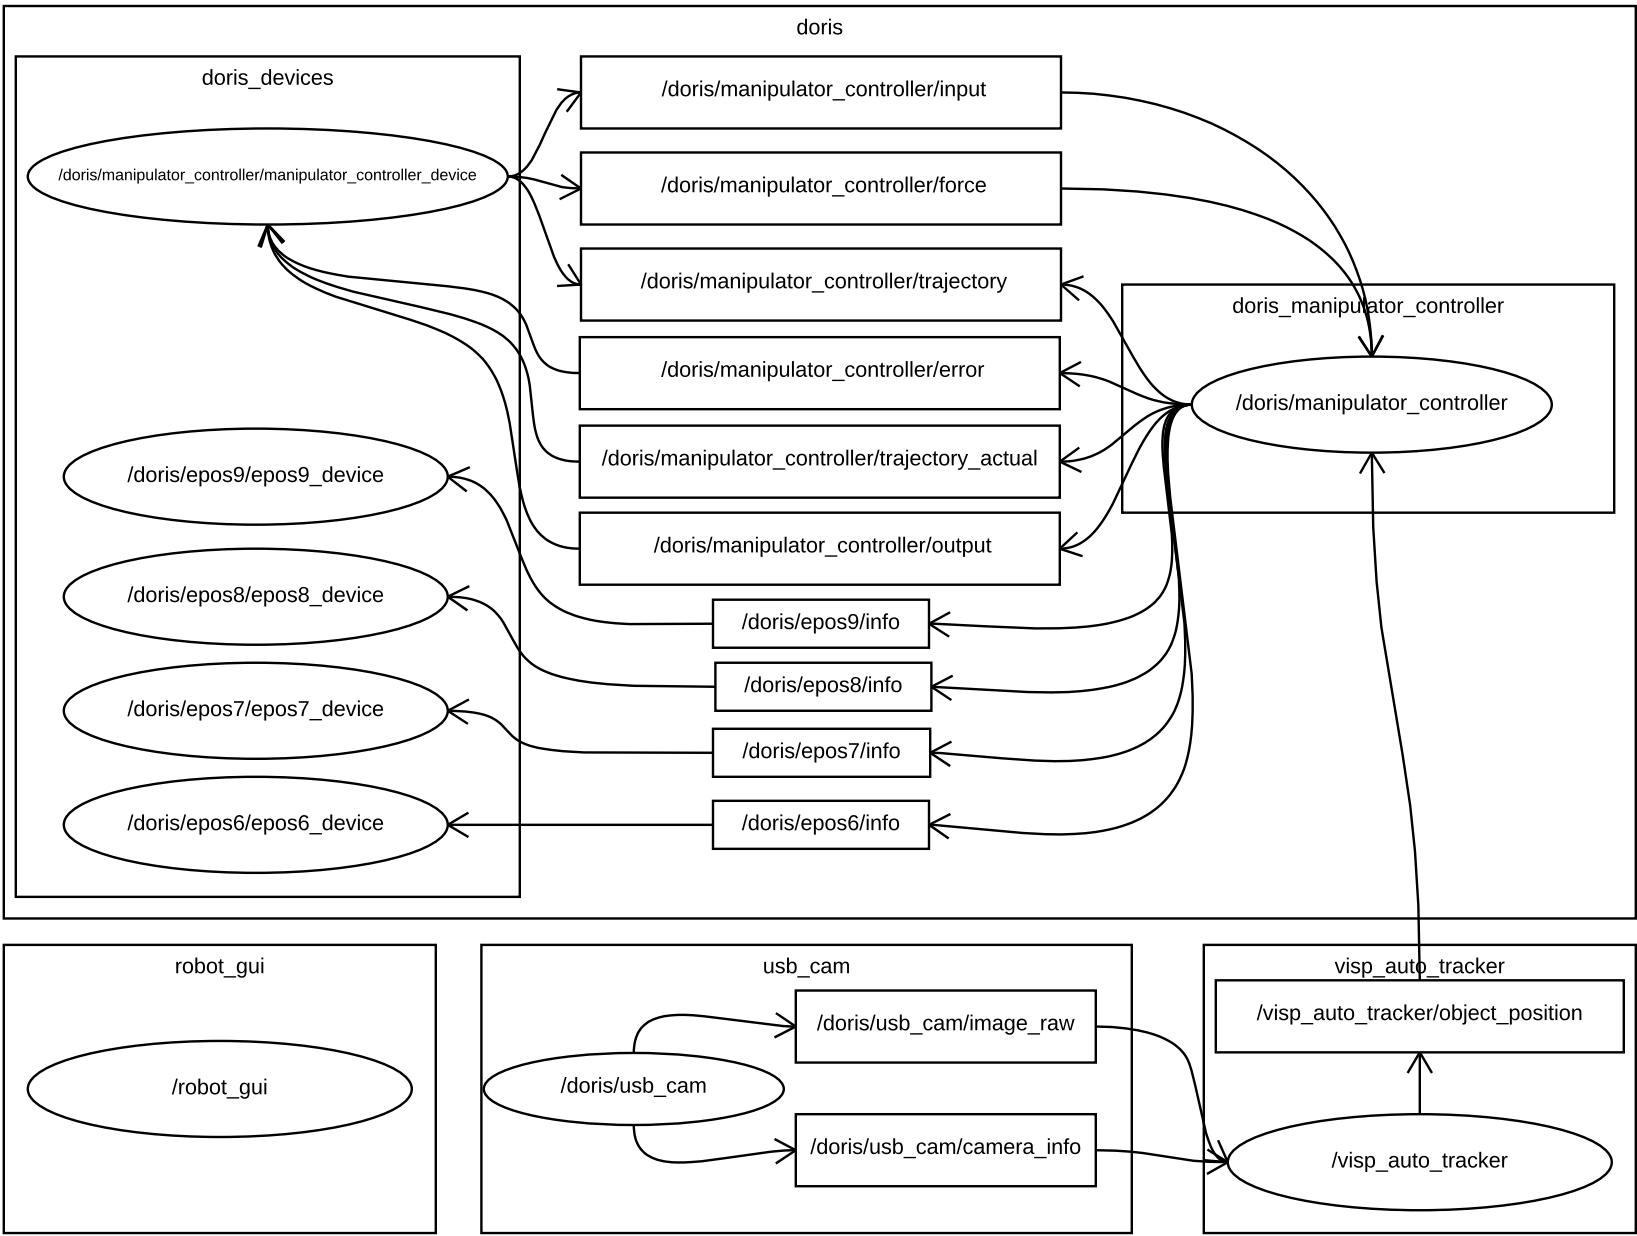 doris
doris_devices
/doris/manipulator_controller/manipulator_controller_device
/doris/manipulator_controller/input
/doris/manipulator_controller/force
/doris/manipulator_controller/trajectory
doris_manipulator_controller
/doris/manipulator_controller/error
/doris/manipulator_controller
/doris/manipulator_controller/trajectory_actual
/doris/manipulator_controller/output
/doris/epos9/epos9_device
/doris/epos8/epos8_device
/doris/epos7/epos7_device
/doris/epos6/epos6_device
/doris/epos9/info
/doris/epos8/info
/doris/epos7/info
/doris/epos6/info
robot_gui
/robot_gui
usb_cam
/doris/usb_cam
/doris/usb_cam/image_raw
/doris/usb_cam/camera_info
visp_auto_tracker
/visp_auto_tracker/object_position
/visp_auto_tracker